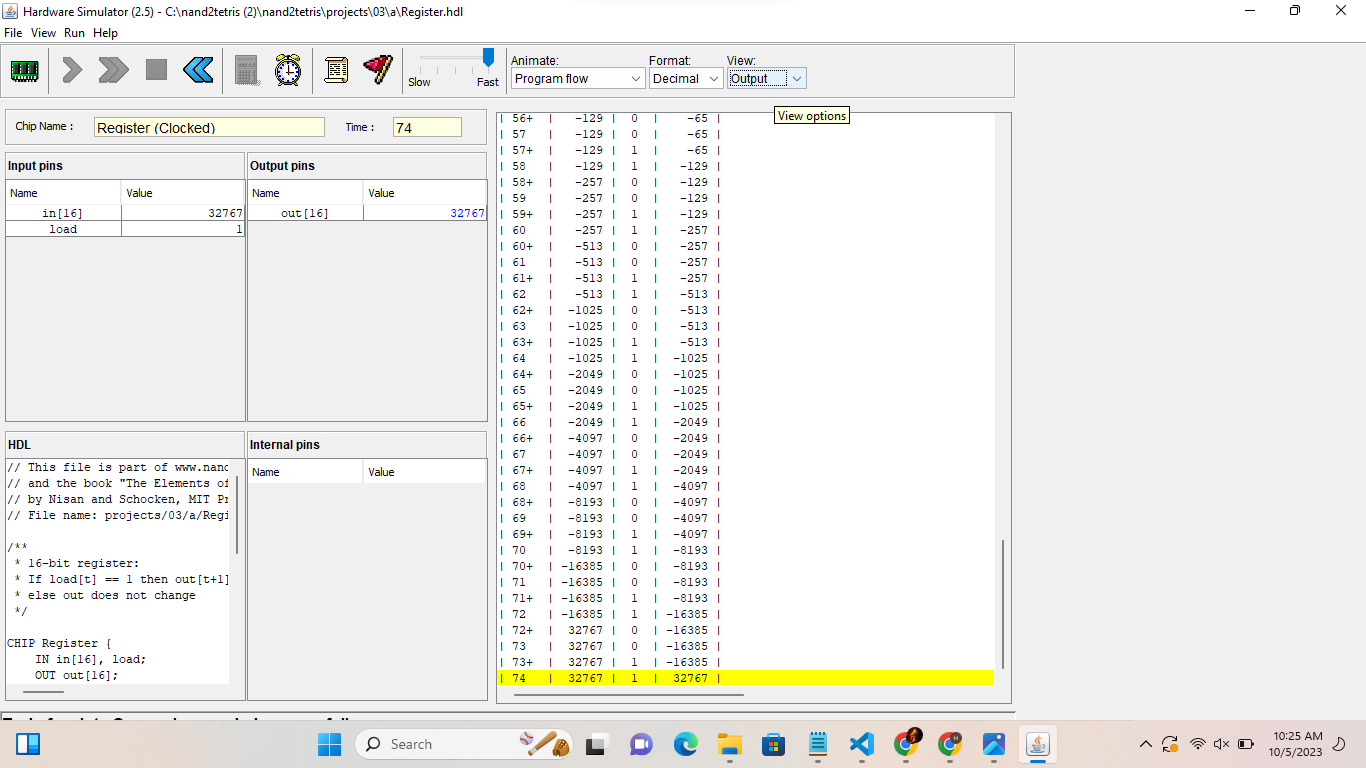 Hardware Simulator (2.5) - C:\nand2tetris (2)\nand2tetris\projects\03\a\Register.hdl
File View Run Help
Slow Fast
Animate: Format: View:
Program flow Decimal Output
View options
Chip Name : Register (Clocked) Time : 74
Input pins
Name Value
in[16] 32767
load 1
Output pins
Name Value
out[16] 32767
HDL
// This file is part of www.nand
// and the book "The Elements of
// by Nisan and Schocken, MIT Pr
// File name: projects/03/a/Regi
/**
* 16-bit register:
* If load[t] == 1 then out[t+1]
* else out does not change
*/
CHIP Register {
IN in[16], load;
OUT out[16];
Internal pins
Name Value
| 56+ | -129 | 0 | -65 |
| 57 | -129 | 0 | -65 |
| 57+ | -129 | 1 | -65 |
| 58 | -129 | 1 | -129 |
| 58+ | -257 | 0 | -129 |
| 59 | -257 | 0 | -129 |
| 59+ | -257 | 1 | -129 |
| 60 | -257 | 1 | -257 |
| 60+ | -513 | 0 | -257 |
| 61 | -513 | 0 | -257 |
| 61+ | -513 | 1 | -257 |
| 62 | -513 | 1 | -513 |
| 62+ | -1025 | 0 | -513 |
| 63 | -1025 | 0 | -513 |
| 63+ | -1025 | 1 | -513 |
| 64 | -1025 | 1 | -1025 |
| 64+ | -2049 | 0 | -1025 |
| 65 | -2049 | 0 | -1025 |
| 65+ | -2049 | 1 | -1025 |
| 66 | -2049 | 1 | -2049 |
| 66+ | -4097 | 0 | -2049 |
| 67 | -4097 | 0 | -2049 |
| 67+ | -4097 | 1 | -2049 |
| 68 | -4097 | 1 | -4097 |
| 68+ | -8193 | 0 | -4097 |
| 69 | -8193 | 0 | -4097 |
| 69+ | -8193 | 1 | -4097 |
| 70 | -8193 | 1 | -8193 |
| 70+ | -16385 | 0 | -8193 |
| 71 | -16385 | 0 | -8193 |
| 71+ | -16385 | 1 | -8193 |
| 72 | -16385 | 1 | -16385 |
| 72+ | 32767 | 0 | -16385 |
| 73 | 32767 | 0 | -16385 |
| 73+ | 32767 | 1 | -16385 |
| 74 | 32767 | 1 | 32767 |
Search
10:25 AM
10/5/2023